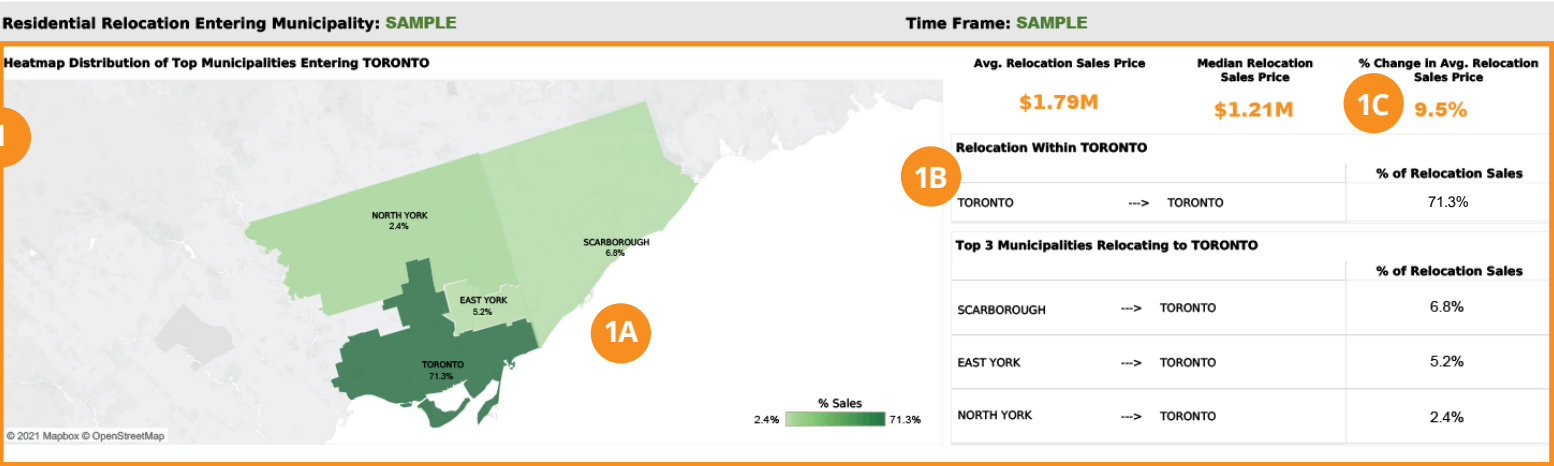 Residential Relocation Entering Municipality: SAMPLE
Time Frame: SAMPLE
Heatmap Distribution of Top Municipalities Entering TORONTO
NORTH YORK
2.4%
SCARBOROUGH
6.8%
EAST YORK
5.2%
1A
TORONTO
71.3%
% Sales
2.4% 71.3%
© 2021 Mapbox © OpenStreetMap
Avg. Relocation Sales Price
$1.79M
Median Relocation
Sales Price
$1.21M
% Change in Avg. Relocation
Sales Price
1C
9.5%
1B
Relocation Within TORONTO
% of Relocation Sales
TORONTO ---> TORONTO 71.3%
Top 3 Municipalities Relocating to TORONTO
% of Relocation Sales
SCARBOROUGH ---> TORONTO 6.8%
EAST YORK ---> TORONTO 5.2%
NORTH YORK ---> TORONTO 2.4%